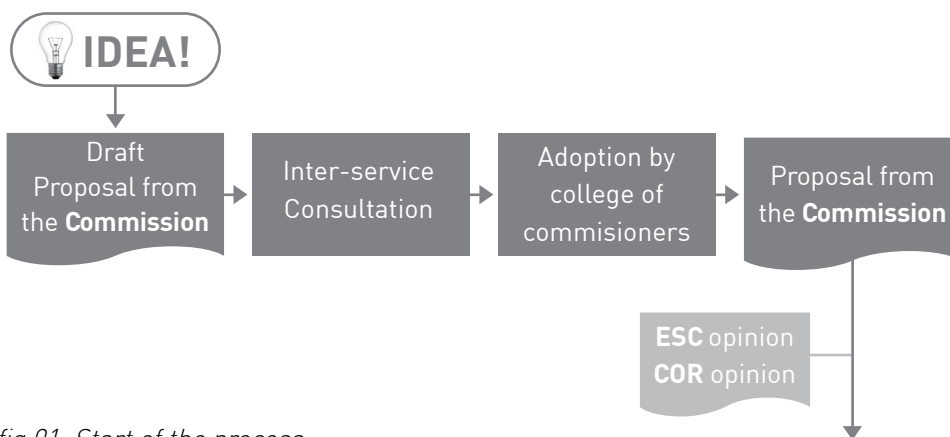 IDEA!
Draft
Proposal from
the Commission
Inter-service
Consultation
Adoption by
college of
commisioners
Proposal from
the Commission
ESC opinion
COR opinion
fig 01. Start of the process